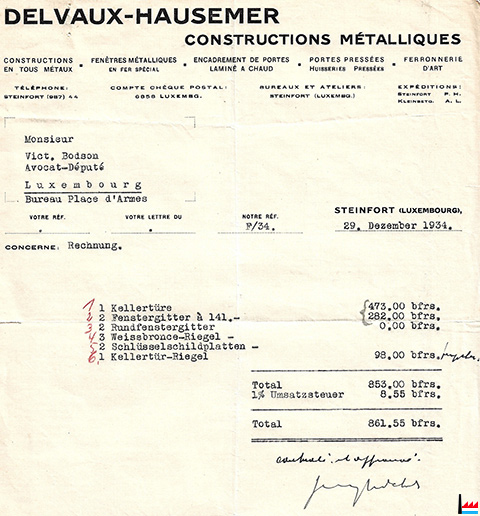 DELVAUX-HAUSEMER
CONSTRUCTIONS MÉTALLIQUES
CONSTRUCTIONS EN TOUS MÉTAUX • FENÊTRES MÉTALLIQUES EN FER SPÉCIAL • ENCADREMENT DE PORTES LAMINÉ A CHAUD • PORTES PRESSÉES HUISSERIES PRESSÉES • FERRONNERIE D'ART
TÉLÉPHONE: STEINFORT (987) 44
COMPTE CHÈQUE POSTAL: 6858 LUXEMBG.
BUREAUX ET ATELIERS: STEINFORT (LUXEMBG.)
EXPÉDITIONS: STEINFORT P. H. KLEINBETG. A. L.
Monsieur
Vict. Bodson
Avocat-Député
Luxembourg
Bureau Place d'Armes
VOTRE RÉF. VOTRE LETTRE DU NOTRE RÉF. STEINFORT (LUXEMBOURG),
F/34. 29. Dezember 1934.
CONCERNE: Rechnung.
1 1 Kellertüre 473.00 bfrs.
2 2 Fenstergitter à 141.- 282.00 bfrs.
3 2 Rundfenstergitter 0.00 bfrs.
4 3 Weissbronce-Riegel -
5 2 Schlüsselschildplatten -
6. 1 Kellertür-Riegel 98.00 bfrs.
Total 853.00 bfrs.
1% Umsatzsteuer 8.55 bfrs.
Total 861.55 bfrs.